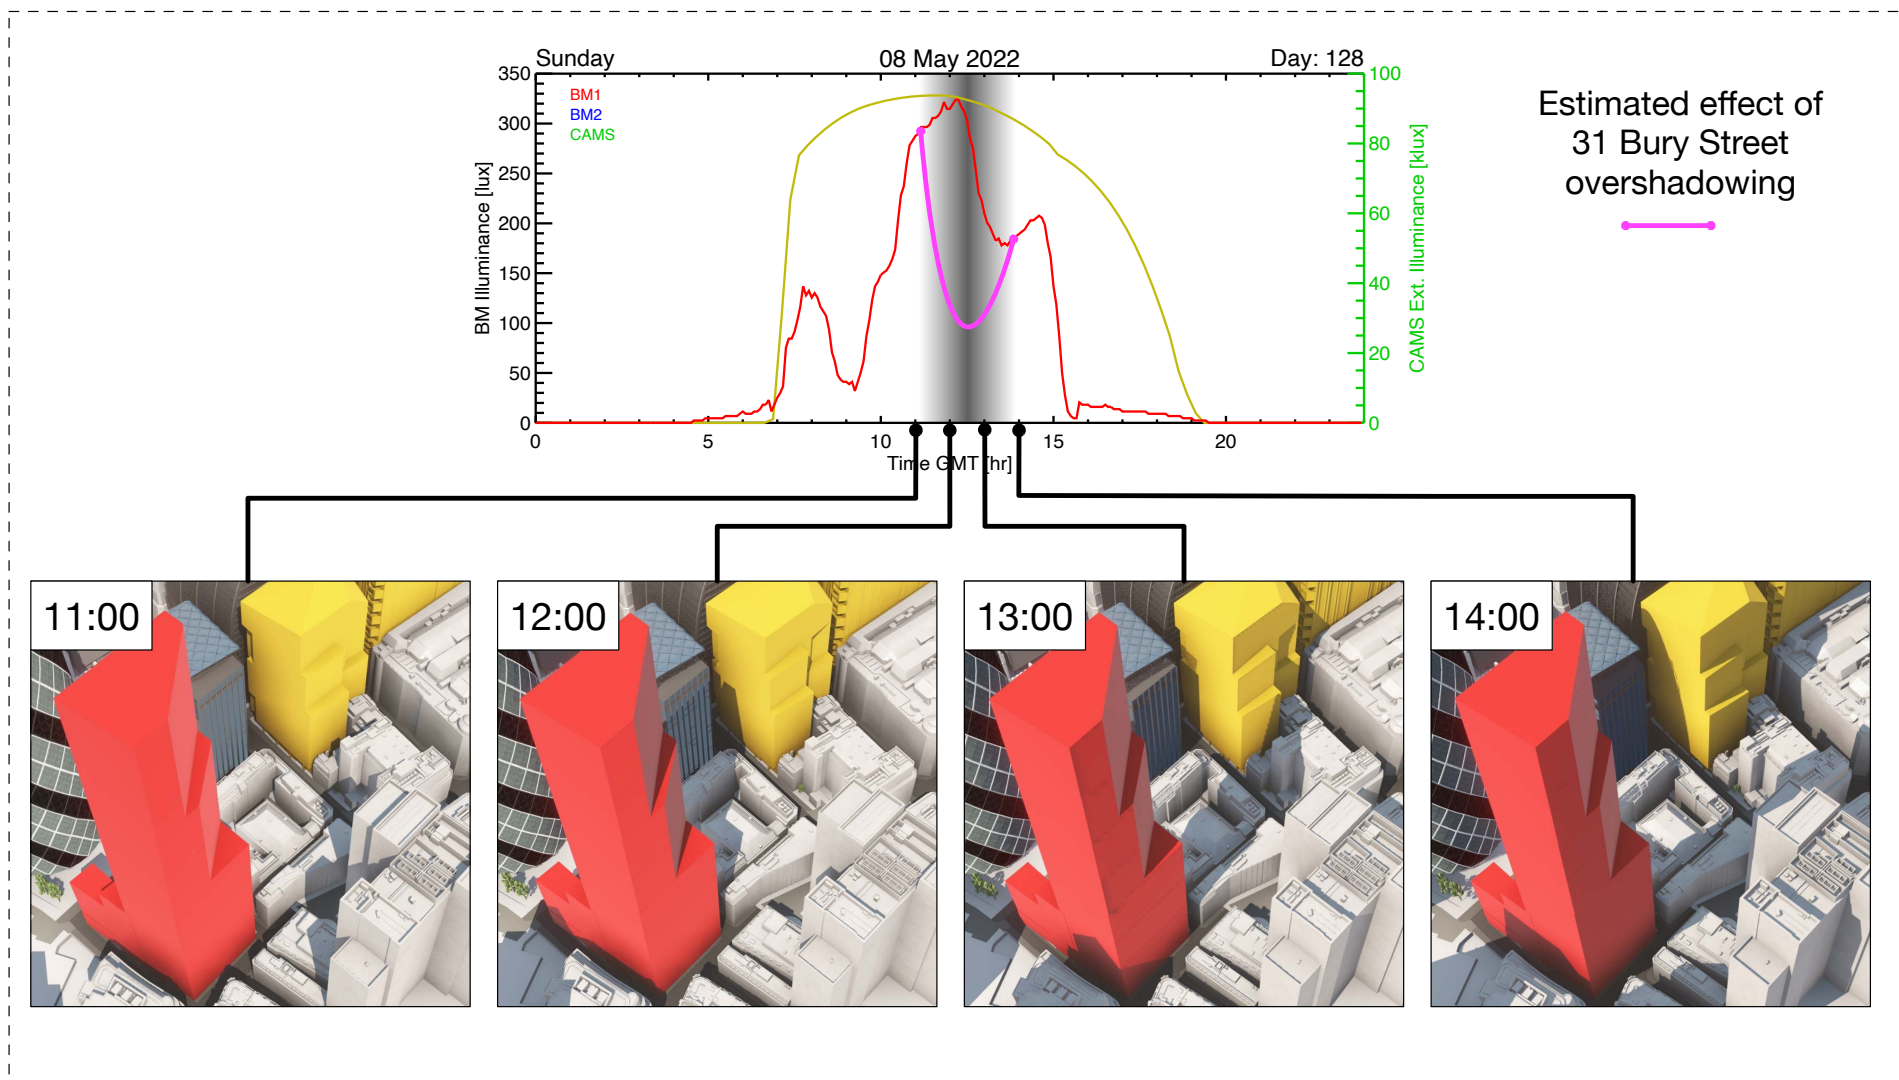 Sunday
08 May 2022
Day: 128
Estimated effect of
31 Bury Street
overshadowing
BM1
BM2
CAMS
BM Illuminance [lux]
350
300
250
200
150
100
50
0
CAMS Ext. Illuminance [klux]
100
80
60
40
20
0
0
5
10
15
20
Time GMT [hr]
11:00
12:00
13:00
14:00